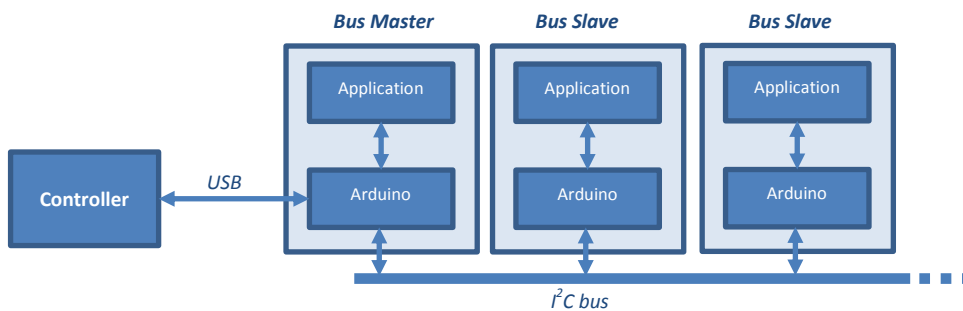 Bus Master
Bus Slave
Bus Slave
Application
Application
Application
Controller
USB
Arduino
Arduino
Arduino
I²C bus